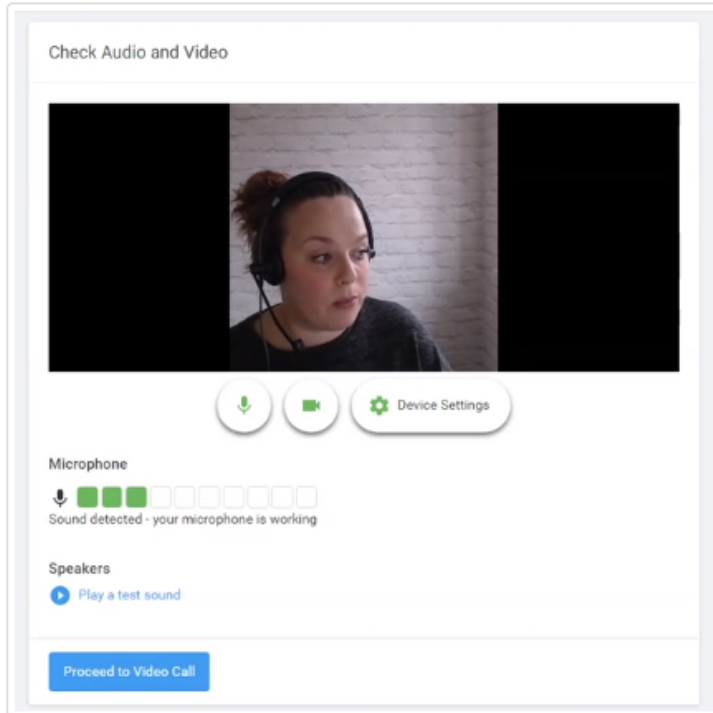 Check Audio and Video
Device Settings
Microphone
Sound detected - your microphone is working
Speakers
Play a test sound
Proceed to Video Call